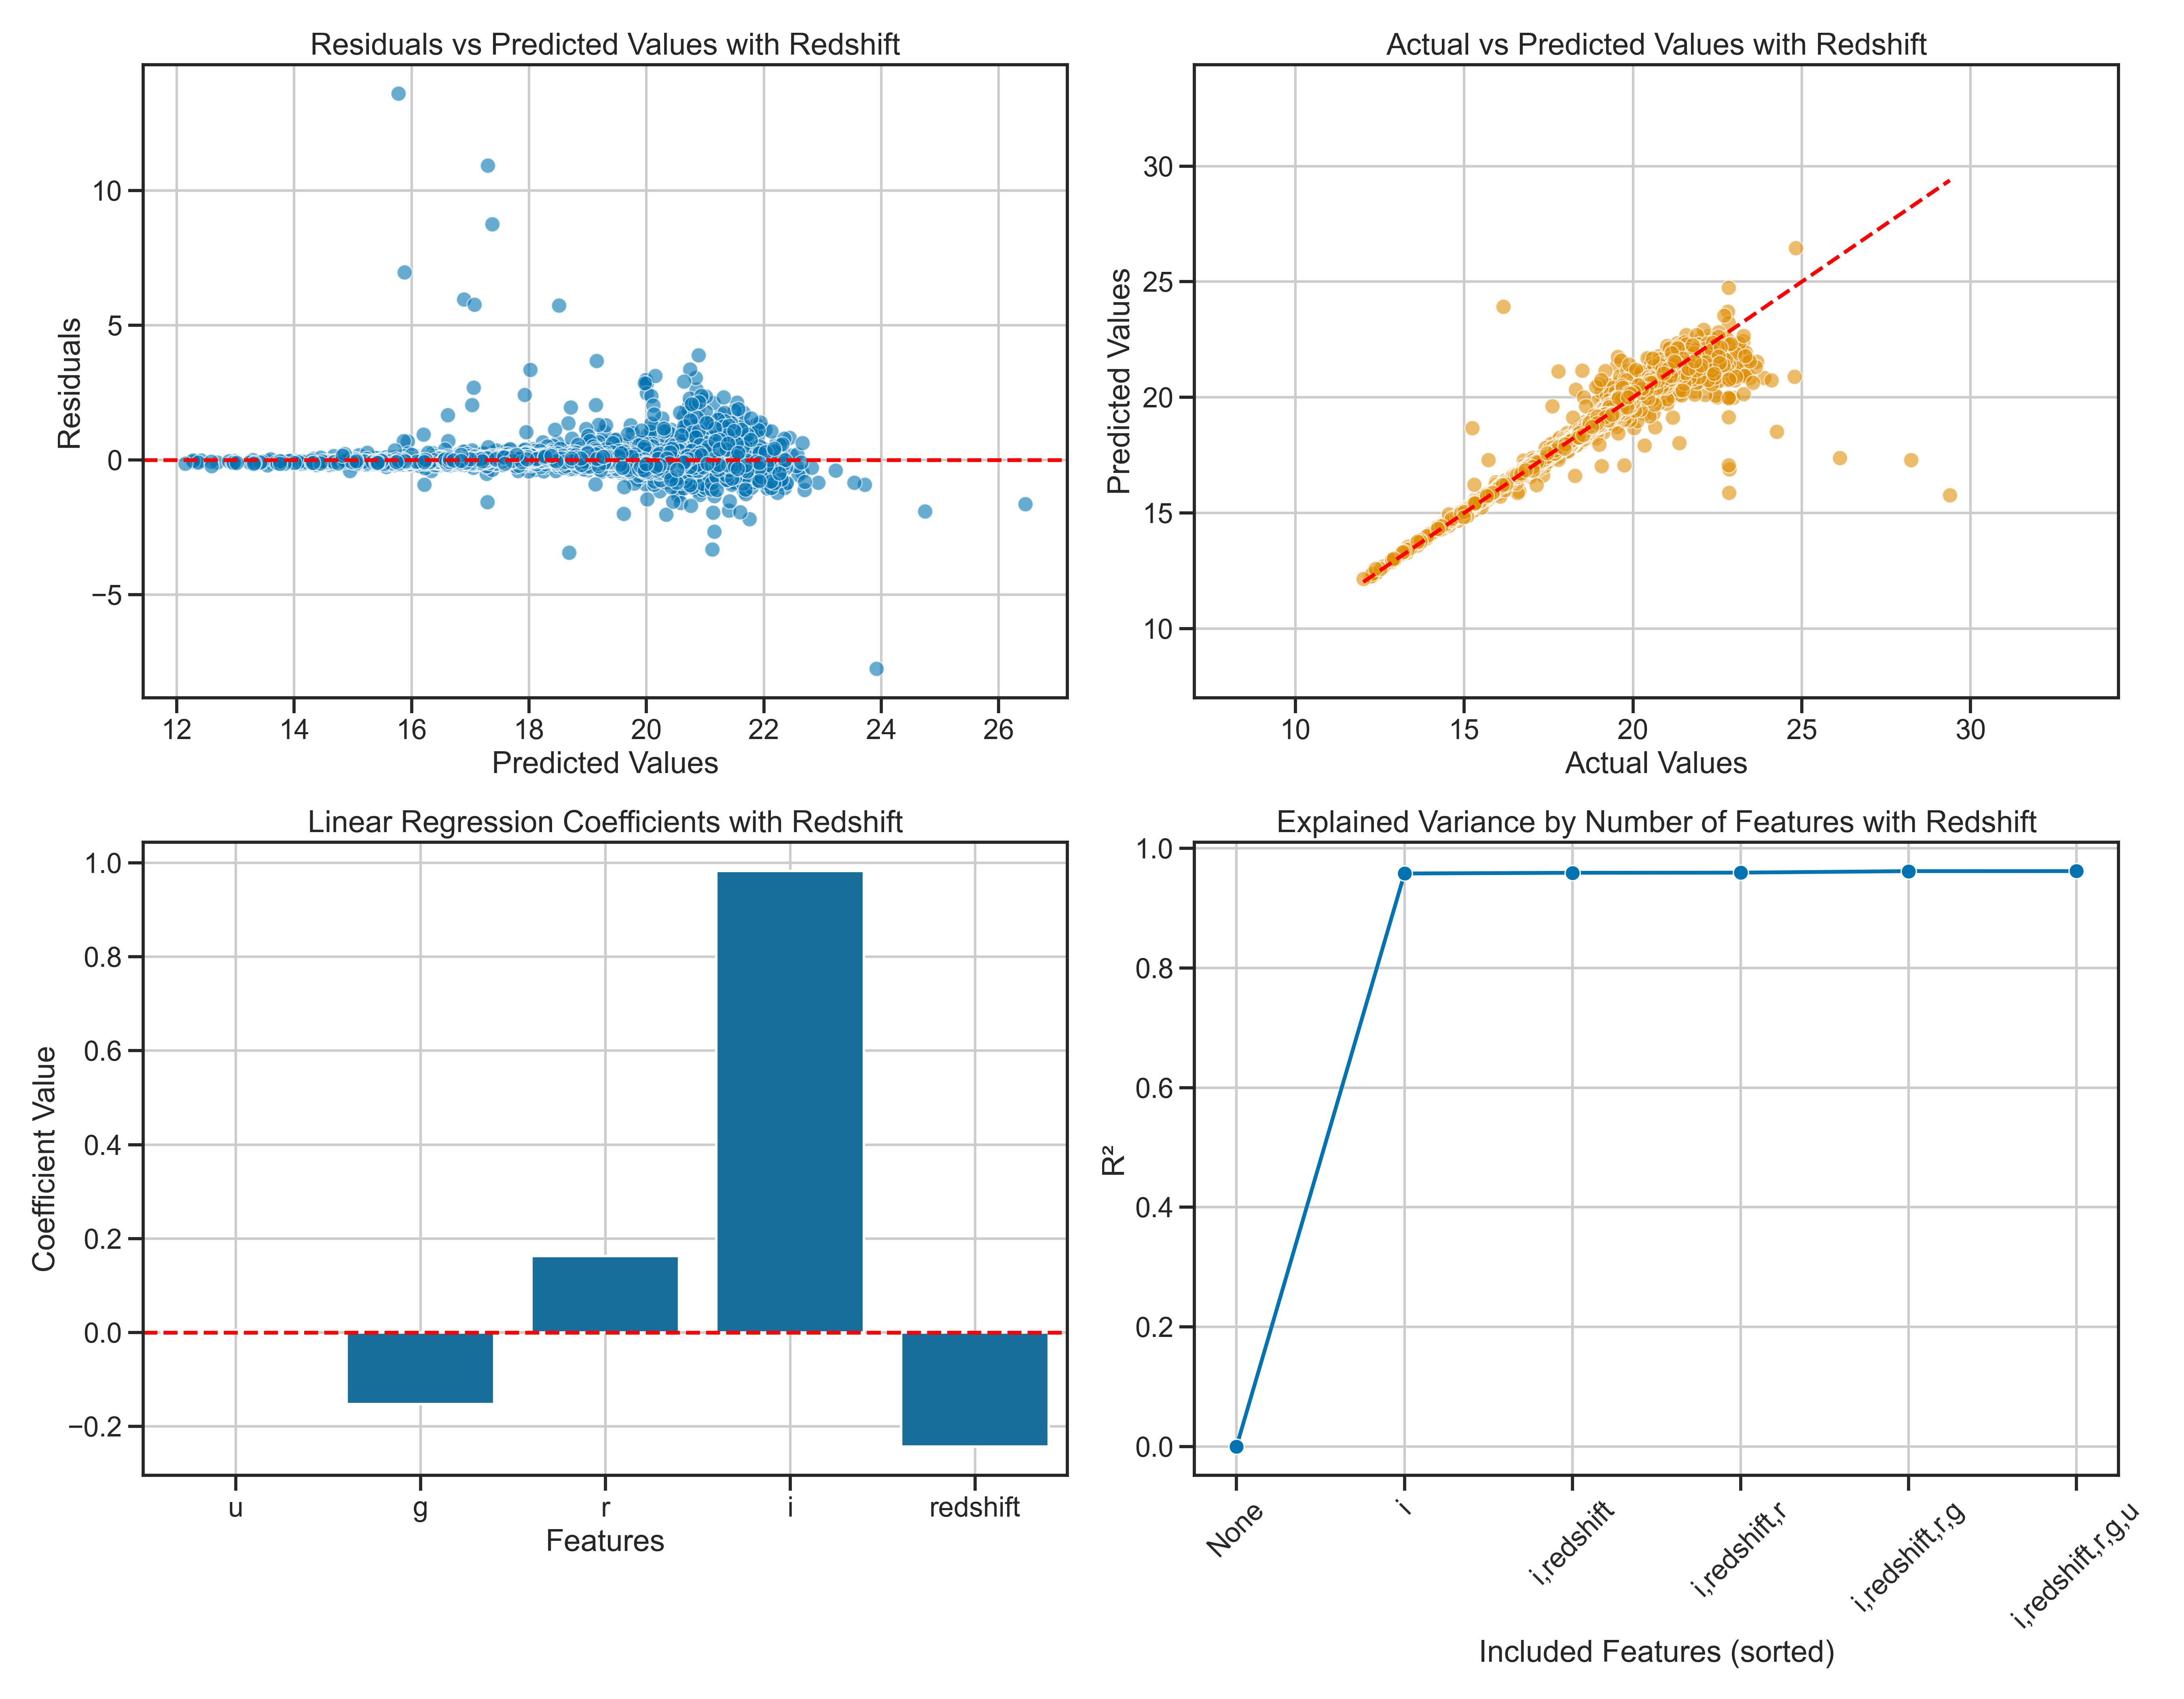 Residuals vs Predicted Values with Redshift
Residuals
10
5
0
−5
12 14 16 18 20 22 24 26
Predicted Values
Actual vs Predicted Values with Redshift
Predicted Values
30
25
20
15
10
10 15 20 25 30
Actual Values
Linear Regression Coefficients with Redshift
Coefficient Value
1.0
0.8
0.6
0.4
0.2
0.0
−0.2
u g r i redshift
Features
Explained Variance by Number of Features with Redshift
R²
1.0
0.8
0.6
0.4
0.2
0.0
None
i
i,redshift
i,redshift,r
i,redshift,r,g
i,redshift,r,g,u
Included Features (sorted)